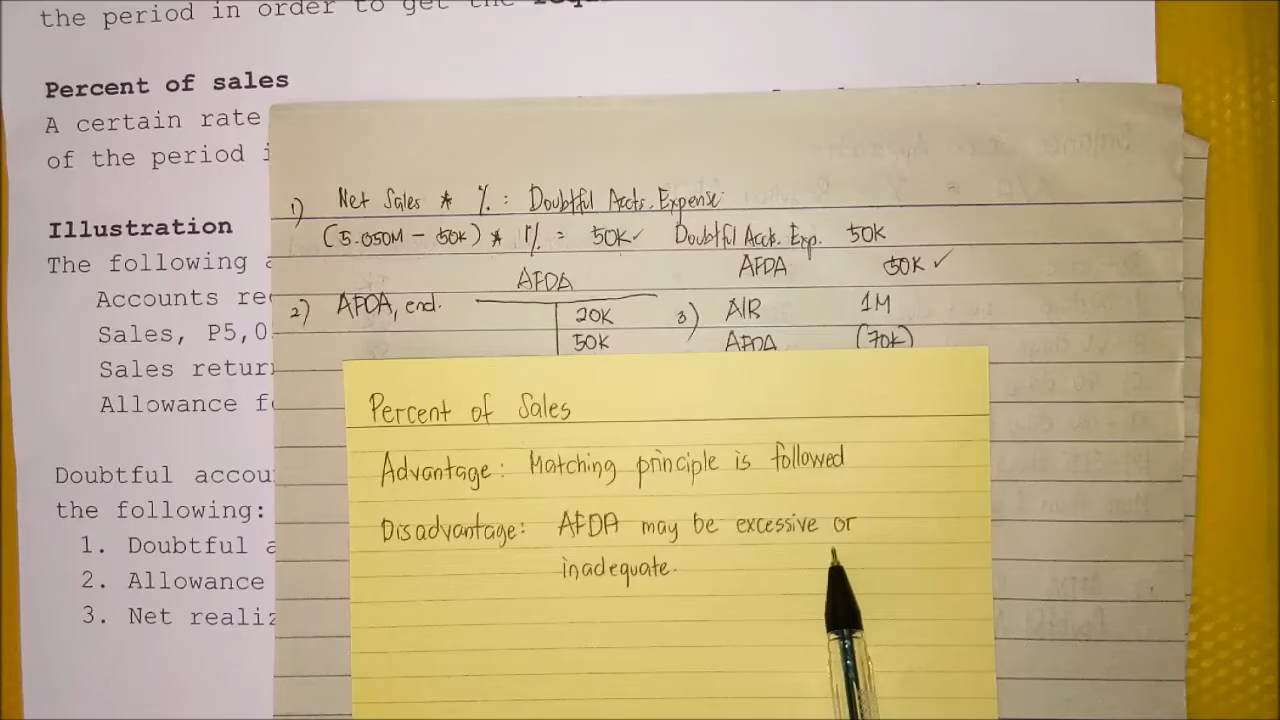 the period in order to get the
Percent of sales
A certain rate
of the period i
Illustration
The following a
Accounts re
Sales, P5,0
Sales retur
Allowance f
Doubtful accou
the following:
1. Doubtful a
2. Allowance
3. Net realiz
1) Net Sales * % = Doubtful Accts. Expense
(5.050M - 50K) * 1% = 50K ✓ Doubtful Acct. Exp. 50K
AFDA AFDA 50K ✓
2) AFDA, end. 20K 3) A/R 1M
50K AFDA (70K)
Percent of Sales
Advantage: Matching principle is followed
Disadvantage: AFDA may be excessive or
inadequate.